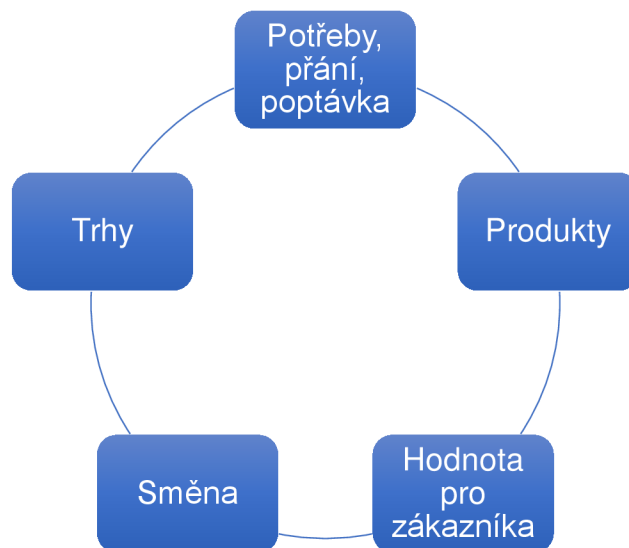 Potřeby,
přání,
poptávka
Trhy
Produkty
Směna
Hodnota
pro
zákazníka